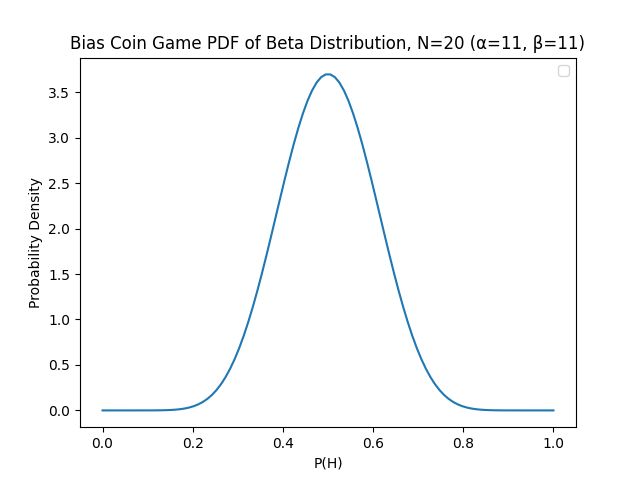 Bias Coin Game PDF of Beta Distribution, N=20 (α=11, β=11)
Probability Density
3.5
3.0
2.5
2.0
1.5
1.0
0.5
0.0
0.0 0.2 0.4 0.6 0.8 1.0
P(H)